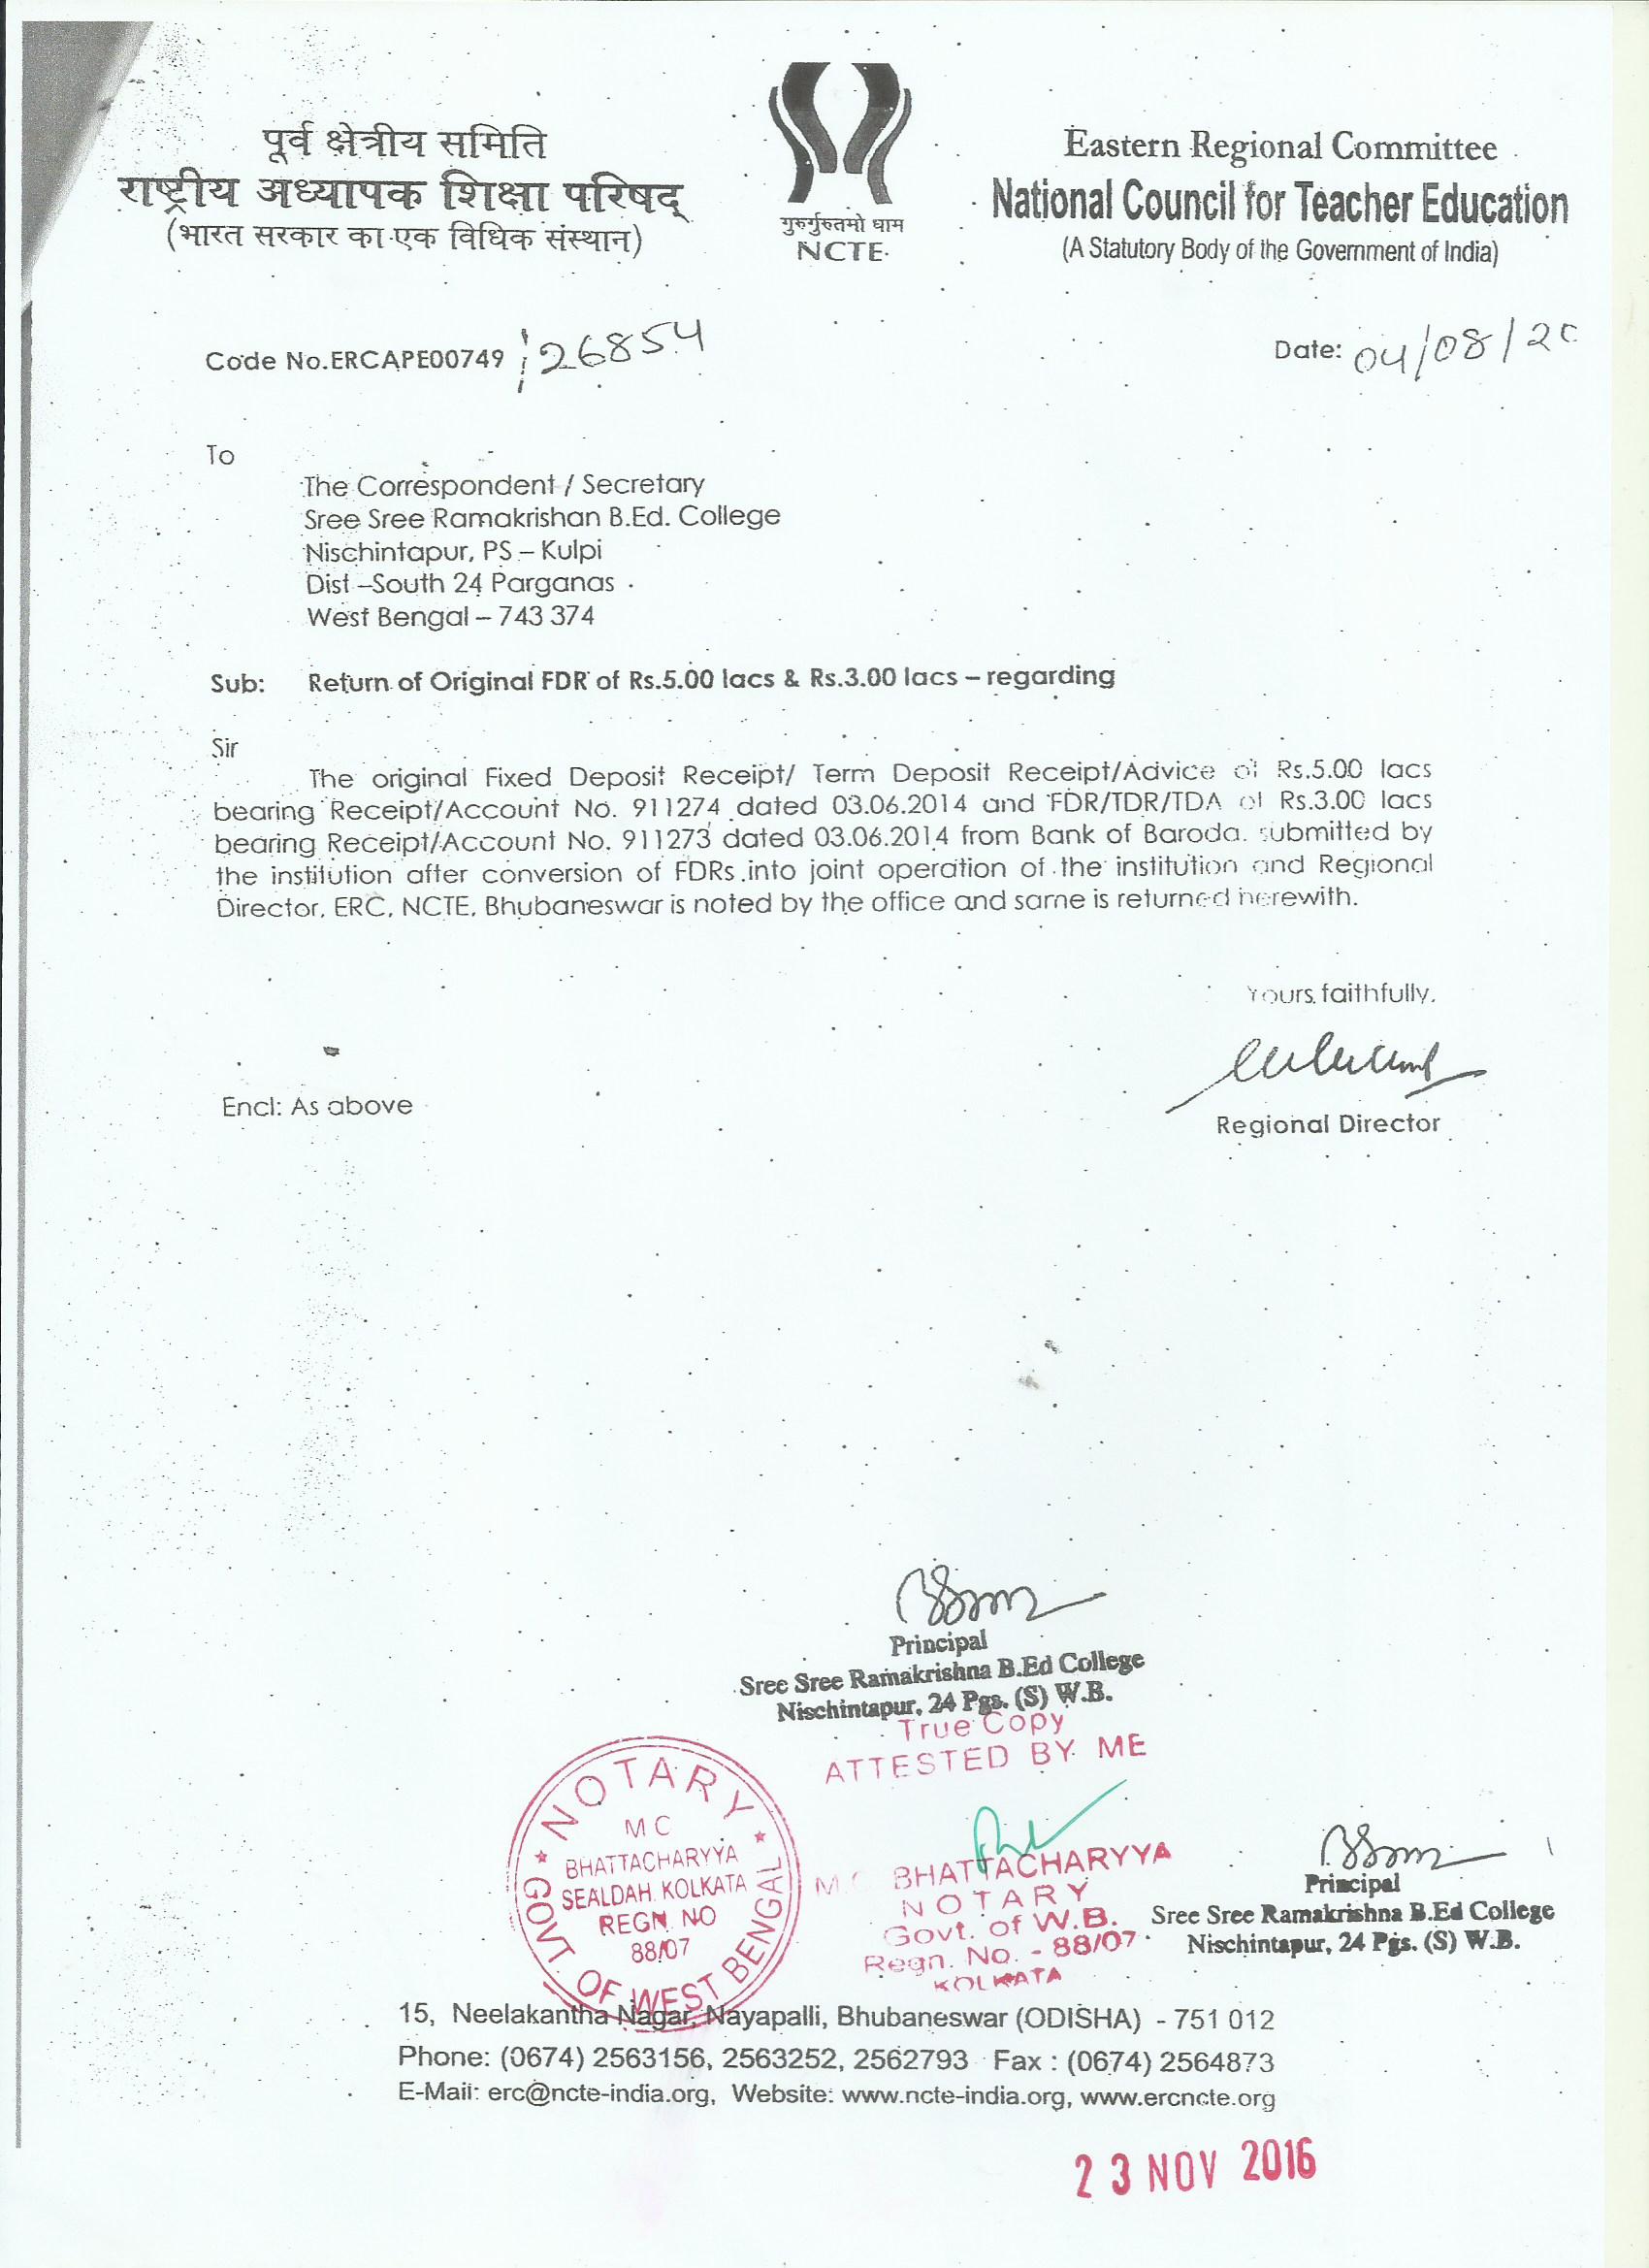 पूर्व क्षेत्रीय समिति
राष्ट्रीय अध्यापक शिक्षा परिषद्
(भारत सरकार का एक विधिक संस्थान)
गुरुर्गुरुतमो धाम
NCTE
Eastern Regional Committee
National Council for Teacher Education
(A Statutory Body of the Government of India)
Code No.ERCAPE00749 / 26854
Date: 04/08/20
To
The Correspondent / Secretary
Sree Sree Ramakrishan B.Ed. College
Nischintapur, PS – Kulpi
Dist –South 24 Parganas
West Bengal – 743 374
Sub: Return of Original FDR of Rs.5.00 lacs & Rs.3.00 lacs – regarding
Sir
The original Fixed Deposit Receipt/ Term Deposit Receipt/Advice of Rs.5.00 lacs
bearing Receipt/Account No. 911274 dated 03.06.2014 and FDR/TDR/TDA of Rs.3.00 lacs
bearing Receipt/Account No. 911273 dated 03.06.2014 from Bank of Baroda. submitted by
the institution after conversion of FDRs into joint operation of the institution and Regional
Director, ERC, NCTE, Bhubaneswar is noted by the office and same is returned herewith.
Yours faithfully,
Encl: As above
Regional Director
Principal
Sree Sree Ramakrishna B.Ed College
Nischintapur, 24 Pgs. (S) W.B.
True Copy
ATTESTED BY ME
NOTARY
M C
BHATTACHARYYA
SEALDAH. KOLKATA
REGN. NO
88/07
GOVT. OF WEST BENGAL
M.C. BHATTACHARYYA
NOTARY
Govt. of W.B.
Regn. No. - 88/07
KOLKATA
Principal
Sree Sree Ramakrishna B.Ed College
Nischintapur, 24 Pgs. (S) W.B.
15, Neelakantha Nagar, Nayapalli, Bhubaneswar (ODISHA) - 751 012
Phone: (0674) 2563156, 2563252, 2562793 Fax : (0674) 2564873
E-Mail: erc@ncte-india.org, Website: www.ncte-india.org, www.ercncte.org
23 NOV 2016